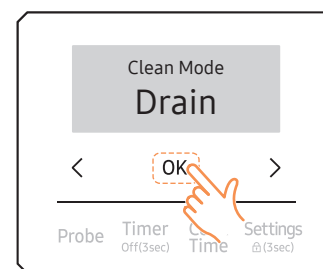 Clean Mode
Drain
< OK >
Probe Timer Settings
Off(3sec) Time (3sec)